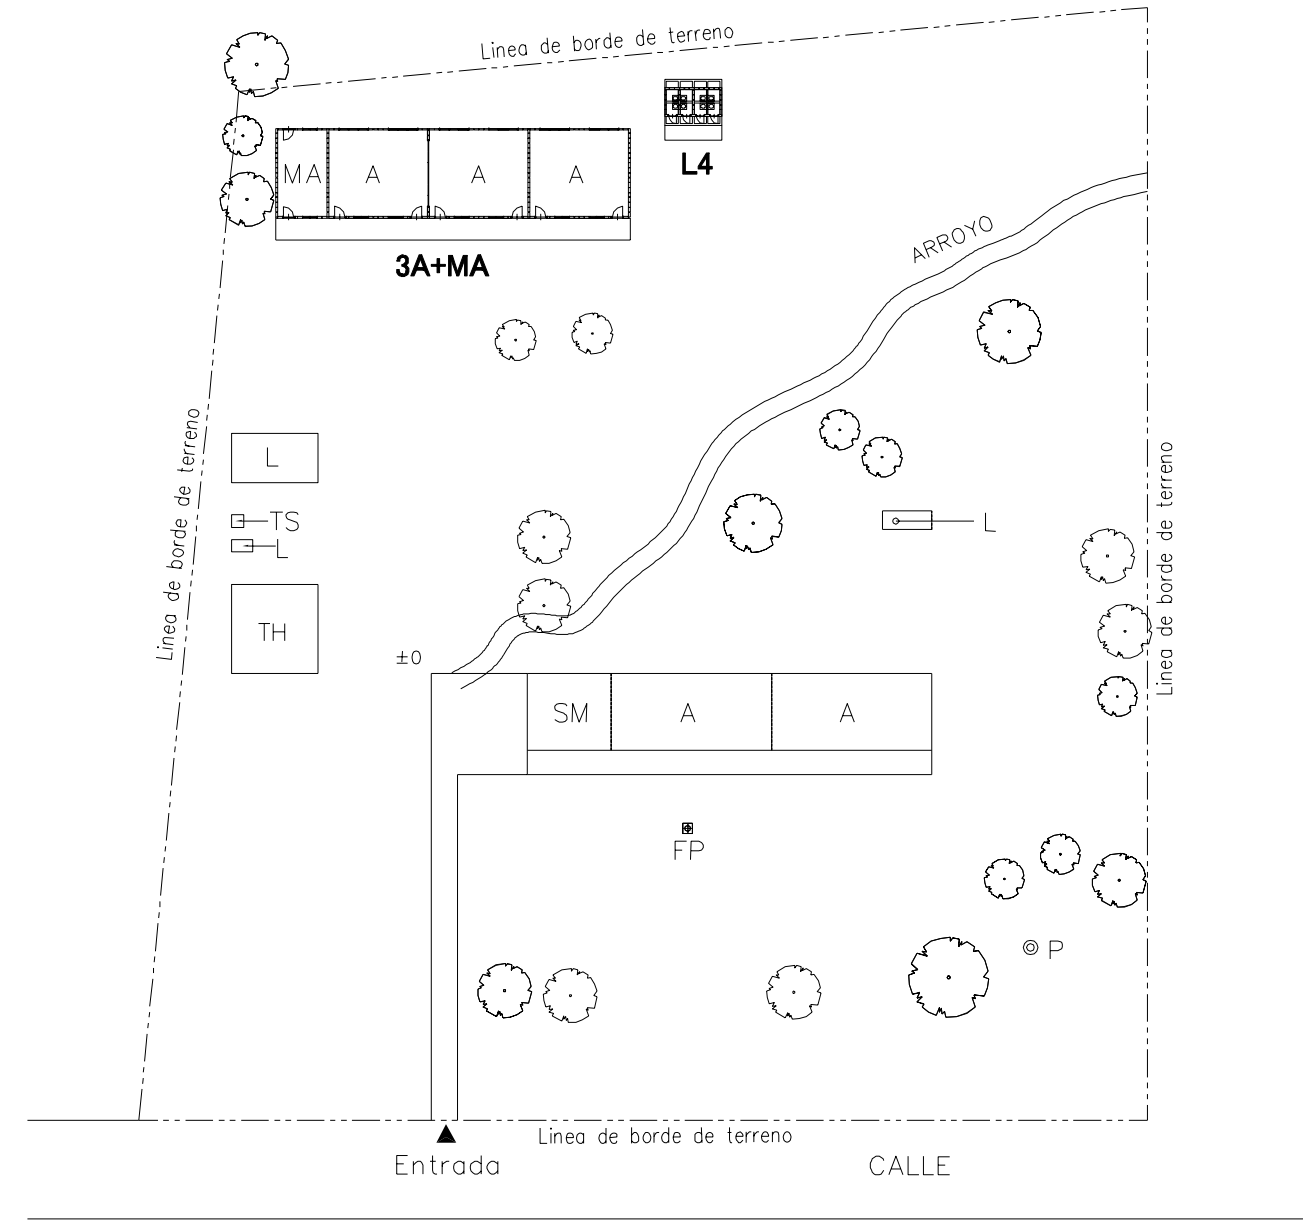 Linea de borde de terreno
L4
MA A A A
3A+MA
ARROYO
Linea de borde de terreno
L
TS
L
TH
L
Linea de borde de terreno
±0
SM A A
FP
P
Linea de borde de terreno
Entrada
CALLE